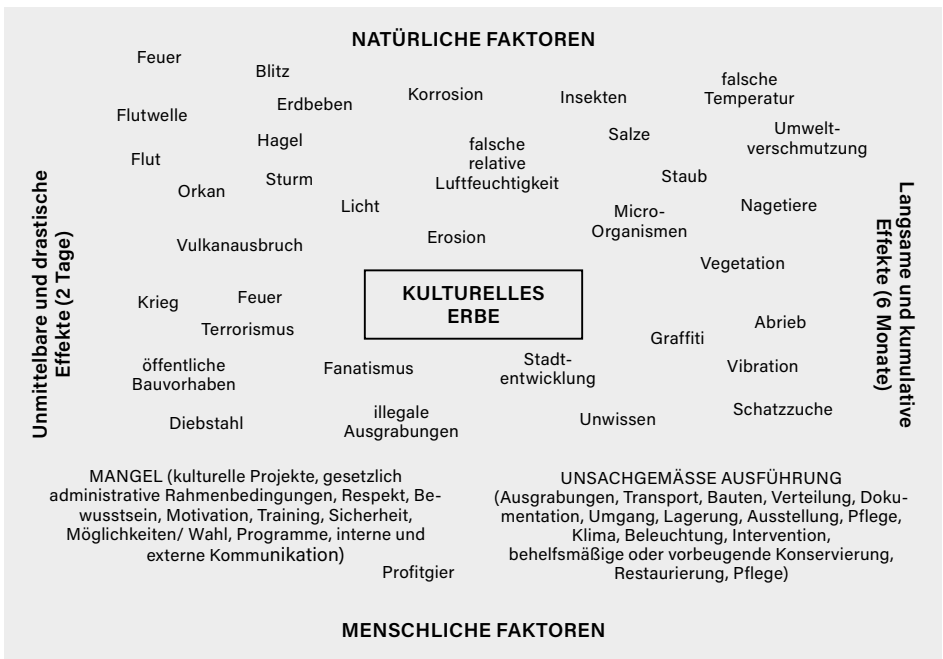 NATÜRLICHE FAKTOREN
Feuer
Blitz
Erdbeben
Korrosion
Insekten
falsche
Temperatur
Flutwelle
Hagel
falsche
relative
Luftfeuchtigkeit
Salze
Umwelt-
verschmutzung
Flut
Orkan
Sturm
Licht
Staub
Micro-
Organismen
Nagetiere
Vulkanausbruch
Erosion
Vegetation
Unmittelbare und drastische
Effekte (2 Tage)
Langsame und kumulative
Effekte (6 Monate)
KULTURELLES
ERBE
Krieg
Feuer
Terrorismus
Graffiti
Abrieb
öffentliche
Bauvorhaben
Fanatismus
Stadt-
entwicklung
Vibration
Diebstahl
illegale
Ausgrabungen
Unwissen
Schatzzuche
MANGEL (kulturelle Projekte, gesetzlich
administrative Rahmenbedingungen, Respekt, Be-
wusstsein, Motivation, Training, Sicherheit,
Möglichkeiten/ Wahl, Programme, interne und
externe Kommunikation)
UNSACHGEMÄSSE AUSFÜHRUNG
(Ausgrabungen, Transport, Bauten, Verteilung, Doku-
mentation, Umgang, Lagerung, Ausstellung, Pflege,
Klima, Beleuchtung, Intervention,
behelfsmäßige oder vorbeugende Konservierung,
Restaurierung, Pflege)
Profitgier
MENSCHLICHE FAKTOREN